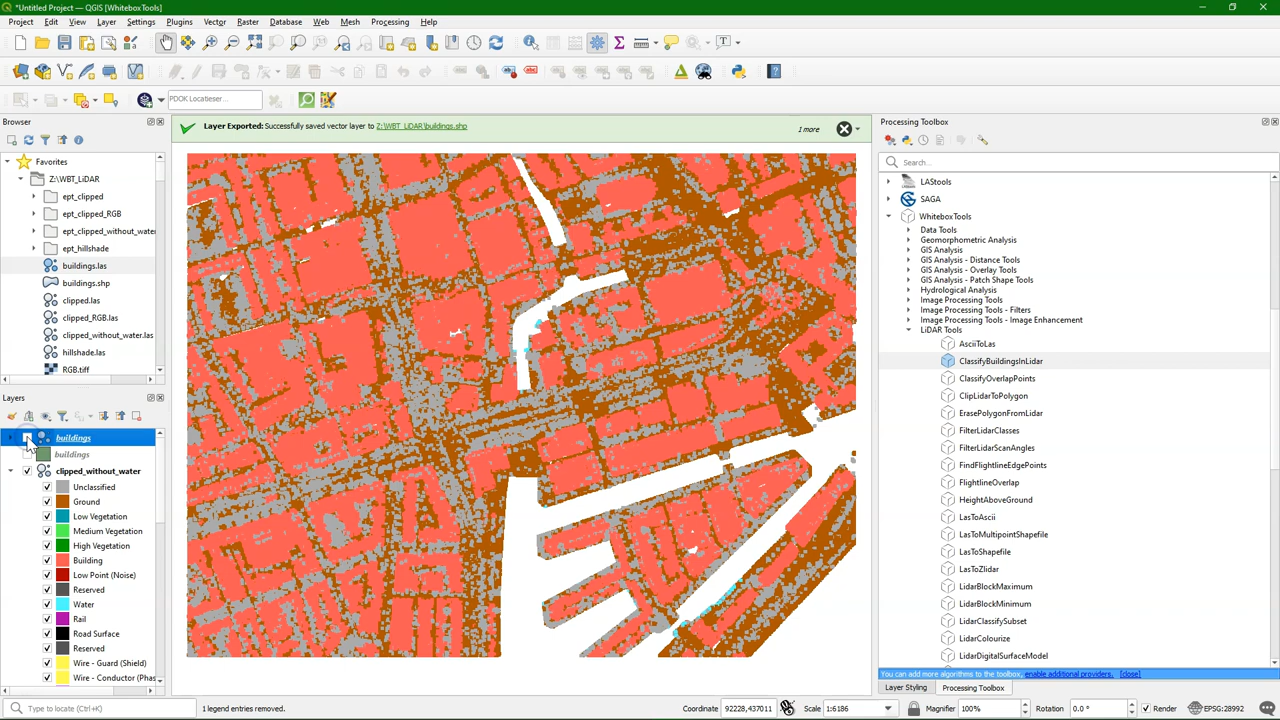 *Untitled Project — QGIS [WhiteboxTools]
Project Edit View Layer Settings Plugins Vector Raster Database Web Mesh Processing Help
PDOK Locatieser...
Browser
Favorites
Z:\WBT_LiDAR
ept_clipped
ept_clipped_RGB
ept_clipped_without_water
ept_hillshade
buildings.las
buildings.shp
clipped.las
clipped_RGB.las
clipped_without_water.las
hillshade.las
RGB.tiff
Layers
buildings
buildings
clipped_without_water
Unclassified
Ground
Low Vegetation
Medium Vegetation
High Vegetation
Building
Low Point (Noise)
Reserved
Water
Rail
Road Surface
Reserved
Wire - Guard (Shield)
Wire - Conductor (Phas
Layer Exported: Successfully saved vector layer to Z:\WBT_LiDAR\buildings.shp
1 more
Processing Toolbox
Search...
LAStools
SAGA
WhiteboxTools
Data Tools
Geomorphometric Analysis
GIS Analysis
GIS Analysis - Distance Tools
GIS Analysis - Overlay Tools
GIS Analysis - Patch Shape Tools
Hydrological Analysis
Image Processing Tools
Image Processing Tools - Filters
Image Processing Tools - Image Enhancement
LiDAR Tools
AsciiToLas
ClassifyBuildingsInLidar
ClassifyOverlapPoints
ClipLidarToPolygon
ErasePolygonFromLidar
FilterLidarClasses
FilterLidarScanAngles
FindFlightlineEdgePoints
FlightlineOverlap
HeightAboveGround
LasToAscii
LasToMultipointShapefile
LasToShapefile
LasToZlidar
LidarBlockMaximum
LidarBlockMinimum
LidarClassifySubset
LidarColourize
LidarDigitalSurfaceModel
You can add more algorithms to the toolbox, enable additional providers. [close]
Layer Styling Processing Toolbox
Type to locate (Ctrl+K) 1 legend entries removed. Coordinate 92228,437011 Scale 1:6186 Magnifier 100% Rotation 0.0 ° Render EPSG:28992